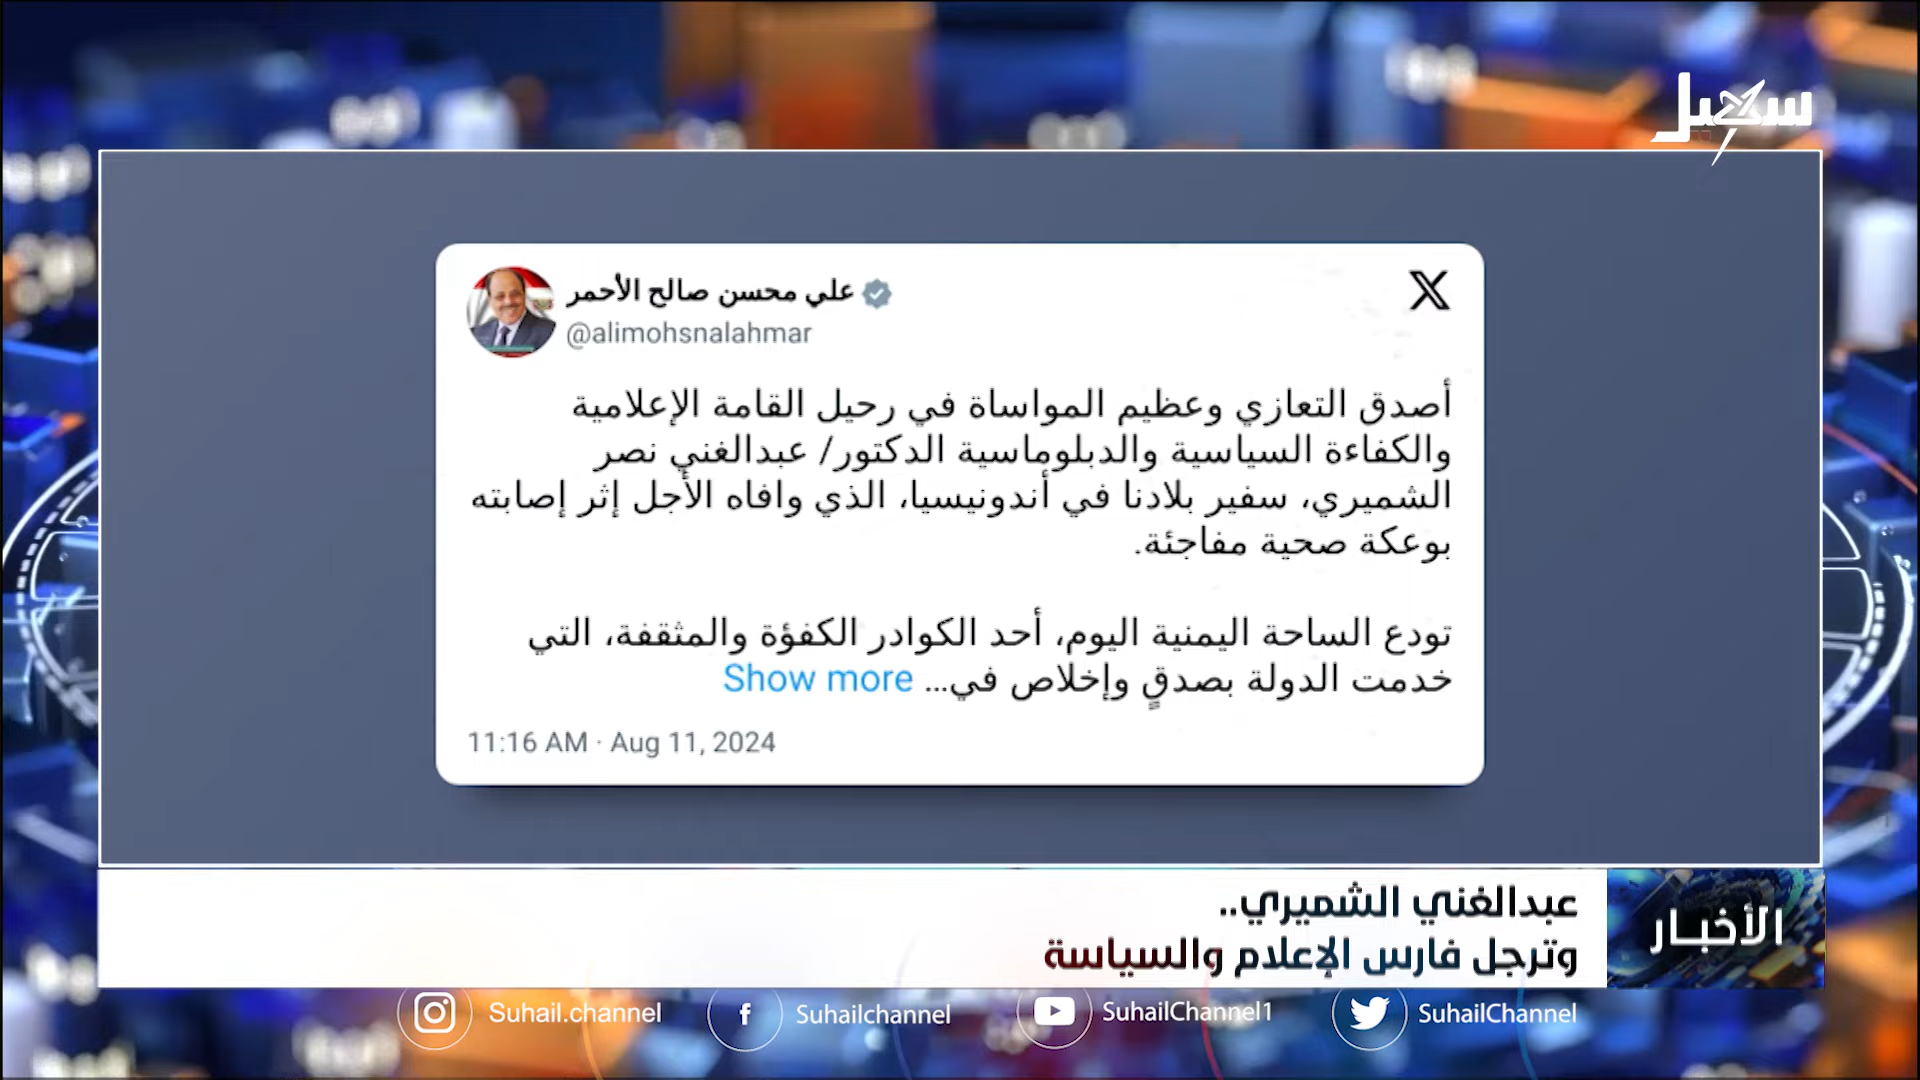 سهيل
علي محسن صالح الأحمر
@alimohsnalahmar
أصدق التعازي وعظيم المواساة في رحيل القامة الإعلامية
والكفاءة السياسية والدبلوماسية الدكتور/ عبدالغني نصر
الشميري، سفير بلادنا في أندونيسيا، الذي وافاه الأجل إثر إصابته
بوعكة صحية مفاجئة.
تودع الساحة اليمنية اليوم، أحد الكوادر الكفؤة والمثقفة، التي
خدمت الدولة بصدقٍ وإخلاص في... Show more
11:16 AM · Aug 11, 2024
الأخبار
عبدالغني الشميري..
وترجل فارس الإعلام والسياسة
Suhail.channel
Suhailchannel
SuhailChannel1
SuhailChannel